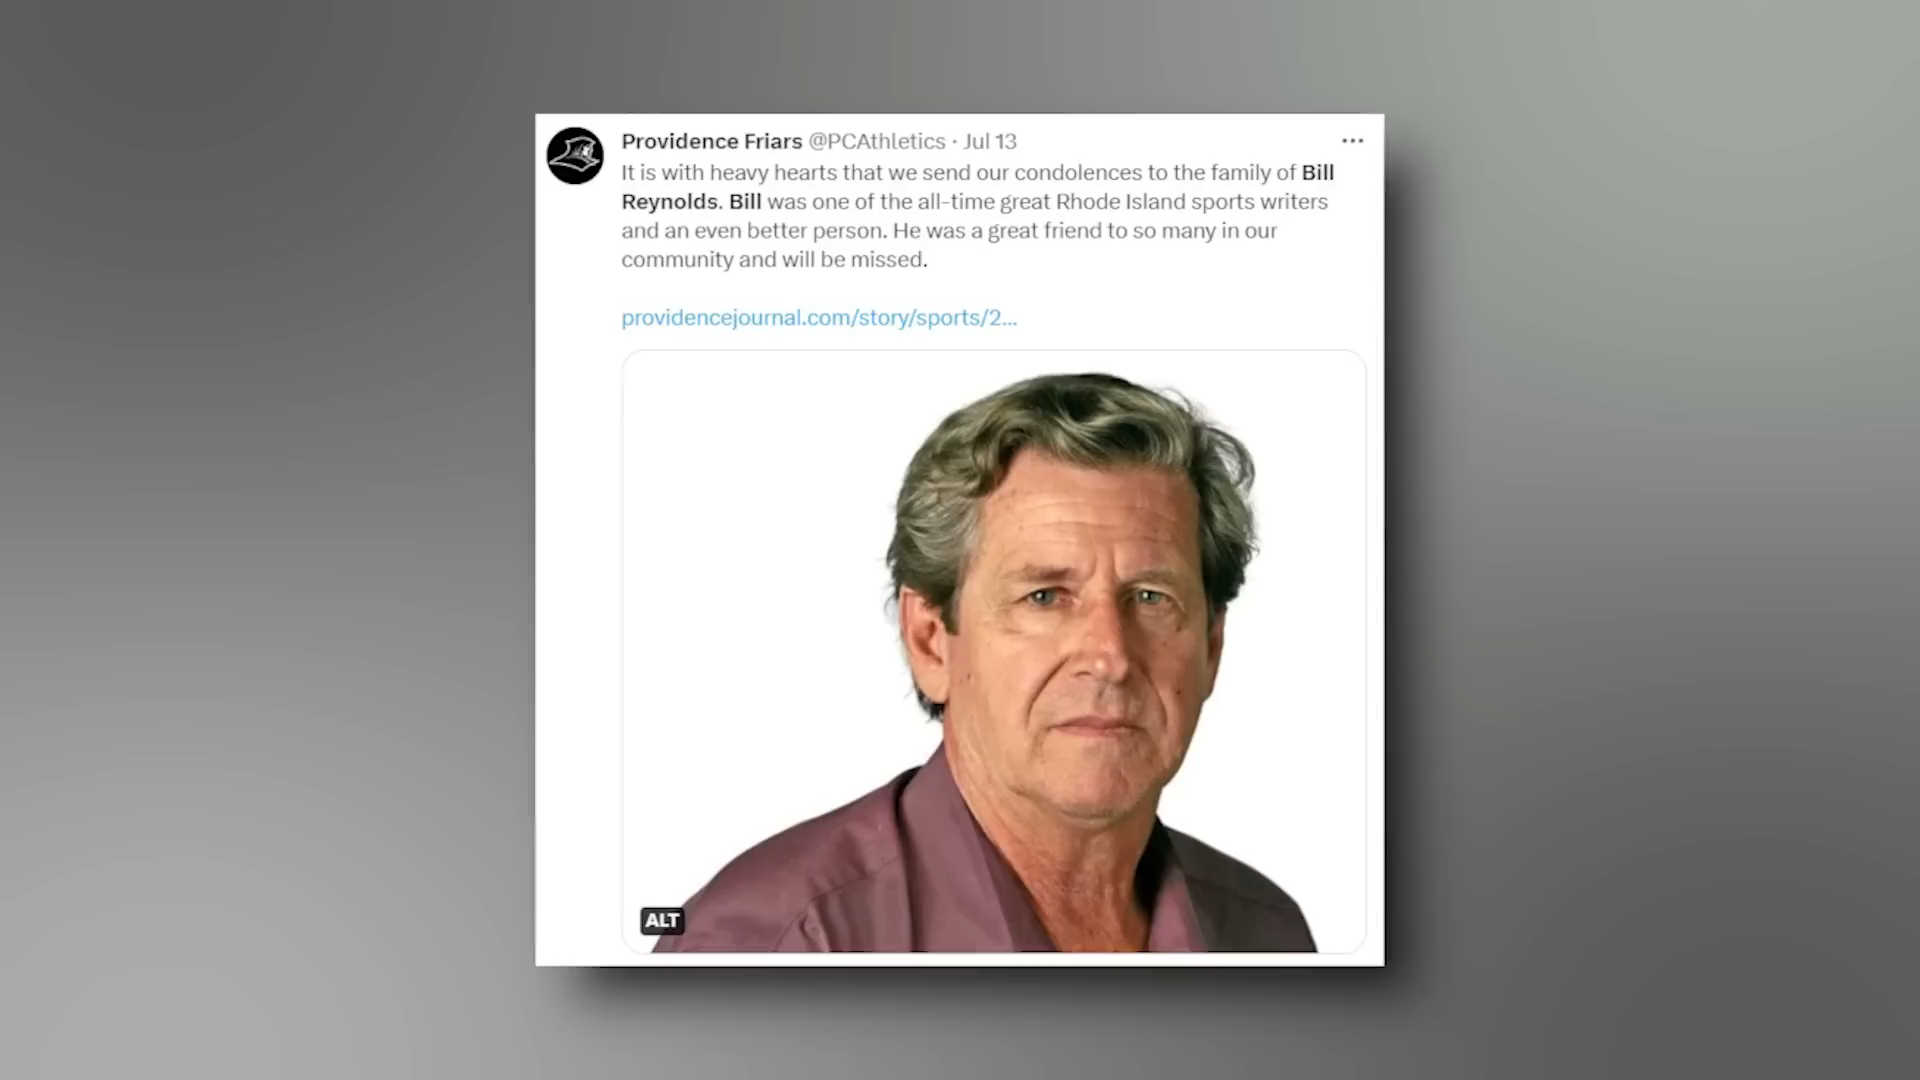 Providence Friars @PCAthletics · Jul 13
It is with heavy hearts that we send our condolences to the family of Bill
Reynolds. Bill was one of the all-time great Rhode Island sports writers
and an even better person. He was a great friend to so many in our
community and will be missed.
providencejournal.com/story/sports/2...
ALT